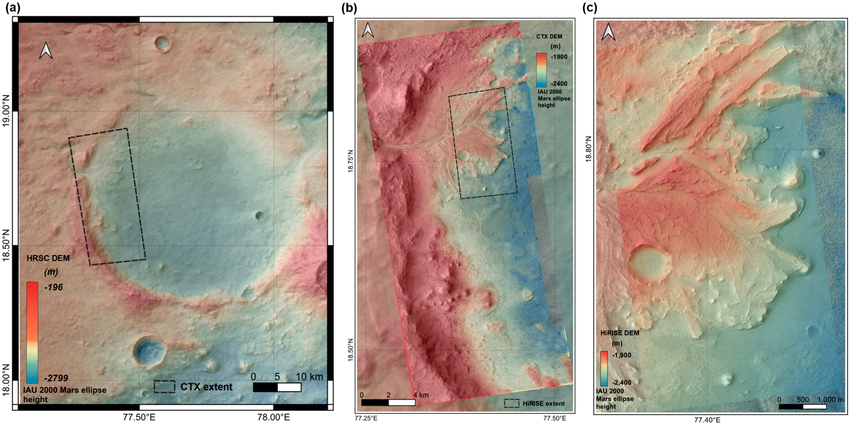 (a)
19.00°N
18.50°N
18.00°N
HRSC DEM
(m)
-196
-2799
IAU 2000 Mars ellipse
height
CTX extent
0 5 10 km
77.50°E
78.00°E
(b)
CTX DEM
(m)
-1900
-2400
IAU 2000
Mars ellipse
height
18.75°N
18.50°N
0 2 4 km
HiRISE extent
77.25°E
77.50°E
(c)
18.80°N
HiRISE DEM
(m)
-1,900
-2,400
IAU 2000
Mars ellipse
height
0 500 1,000 m
77.40°E